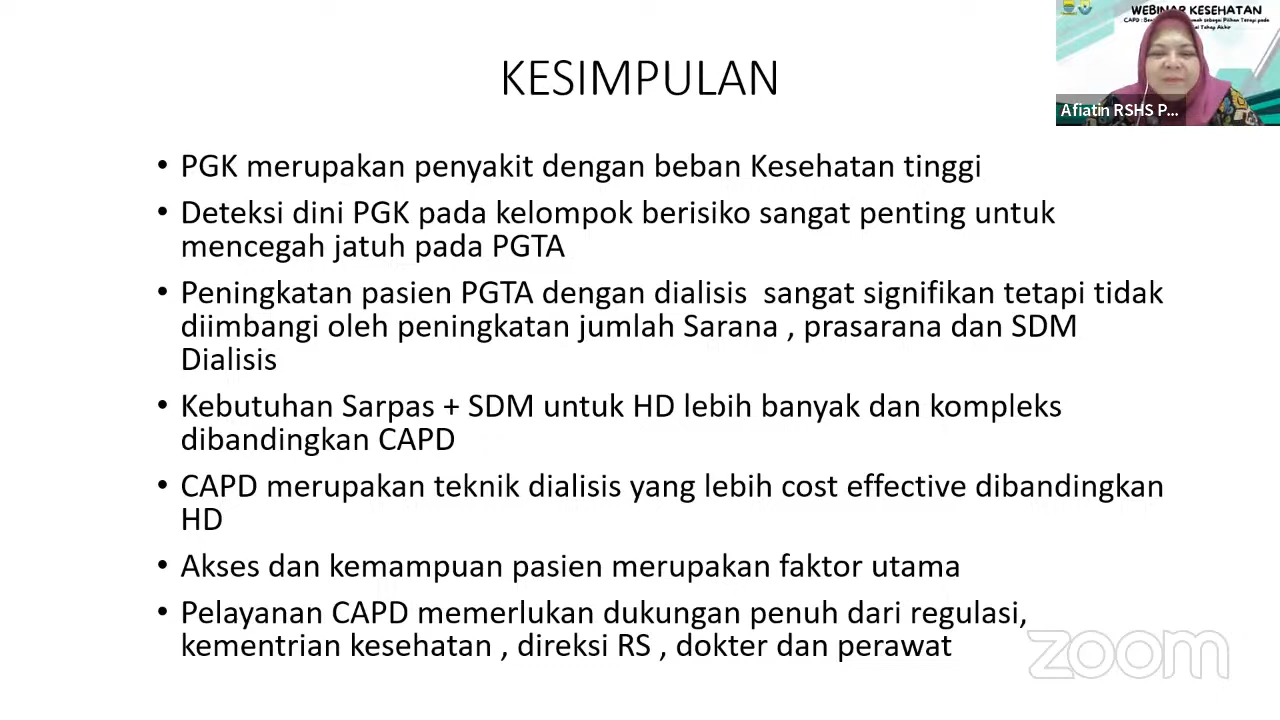 WEBINAR KESEHATAN
Afiatin RSHS P...
KESIMPULAN
• PGK merupakan penyakit dengan beban Kesehatan tinggi
• Deteksi dini PGK pada kelompok berisiko sangat penting untuk
mencegah jatuh pada PGTA
• Peningkatan pasien PGTA dengan dialisis  sangat signifikan tetapi tidak
diimbangi oleh peningkatan jumlah Sarana , prasarana dan SDM
Dialisis
• Kebutuhan Sarpas + SDM untuk HD lebih banyak dan kompleks
dibandingkan CAPD
• CAPD merupakan teknik dialisis yang lebih cost effective dibandingkan
HD
• Akses dan kemampuan pasien merupakan faktor utama
• Pelayanan CAPD memerlukan dukungan penuh dari regulasi,
kementrian kesehatan , direksi RS , dokter dan perawat
zoom